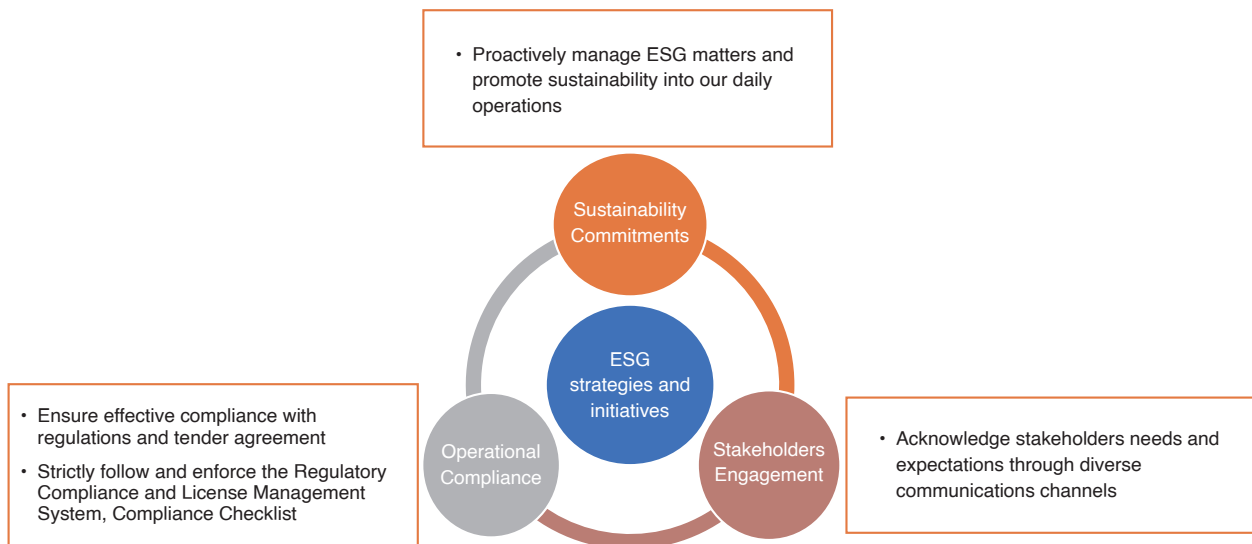 • Proactively manage ESG matters and
promote sustainability into our daily
operations
Sustainability
Commitments
ESG
strategies and
initiatives
• Ensure effective compliance with
regulations and tender agreement
• Strictly follow and enforce the Regulatory
Compliance and License Management
System, Compliance Checklist
Operational
Compliance
Stakeholders
Engagement
• Acknowledge stakeholders needs and
expectations through diverse
communications channels